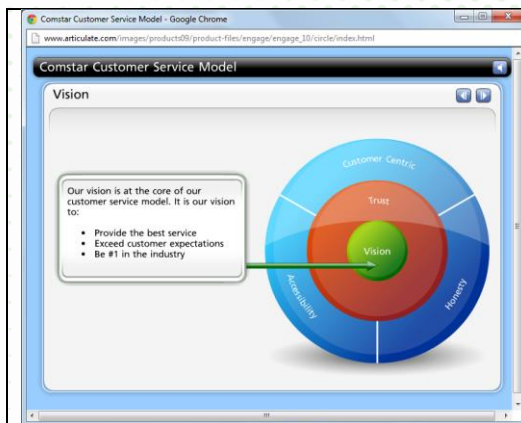 Comstar Customer Service Model - Google Chrome
www.articulate.com/images/products09/product-files/engage/engage_10/circle/index.html
Comstar Customer Service Model
Vision
Our vision is at the core of our
customer service model. It is our vision
to:
• Provide the best service
• Exceed customer expectations
• Be #1 in the industry
Customer Centric
Trust
Vision
Accessibility
Honesty